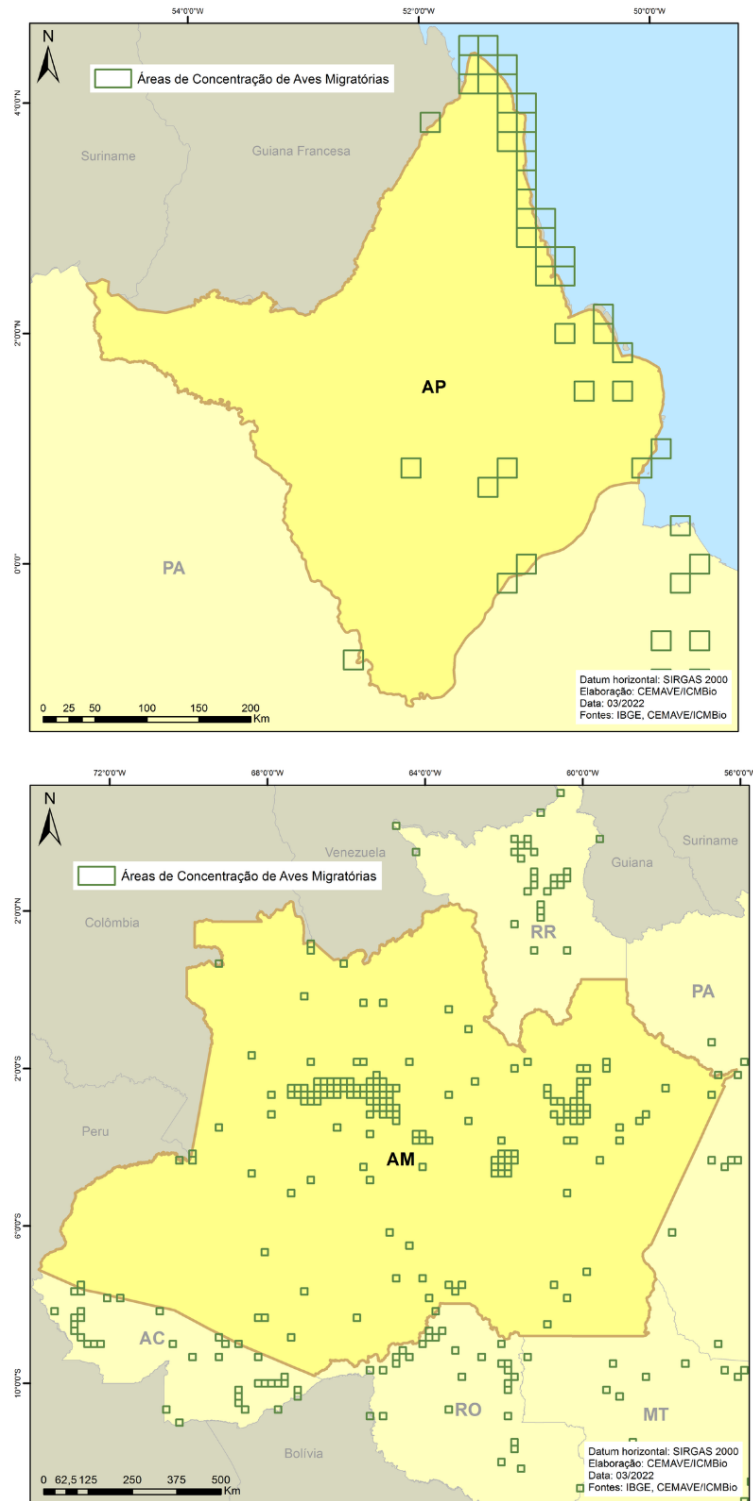 54°0'0"W 52°0'0"W 50°0'0"W
N
Áreas de Concentração de Aves Migratórias
4°0'0"N
Suriname
Guiana Francesa
2°0'0"N
AP
PA
0°0'0"
Datum horizontal: SIRGAS 2000
Elaboração: CEMAVE/ICMBio
Data: 03/2022
Fontes: IBGE, CEMAVE/ICMBio
0 25 50 100 150 200
Km
72°0'0"W 68°0'0"W 64°0'0"W 60°0'0"W
N
Venezuela
Suriname
Guiana
Áreas de Concentração de Aves Migratórias
Colômbia
2°0'0"N
RR
PA
2°0'0"S
Peru
AM
6°0'0"S
AC
10°0'0"S
RO
MT
Bolívia
Datum horizontal: SIRGAS 2000
Elaboração: CEMAVE/ICMBio
Data: 03/2022
Fontes: IBGE, CEMAVE/ICMBio
0 62,5 125 250 375 500
Km